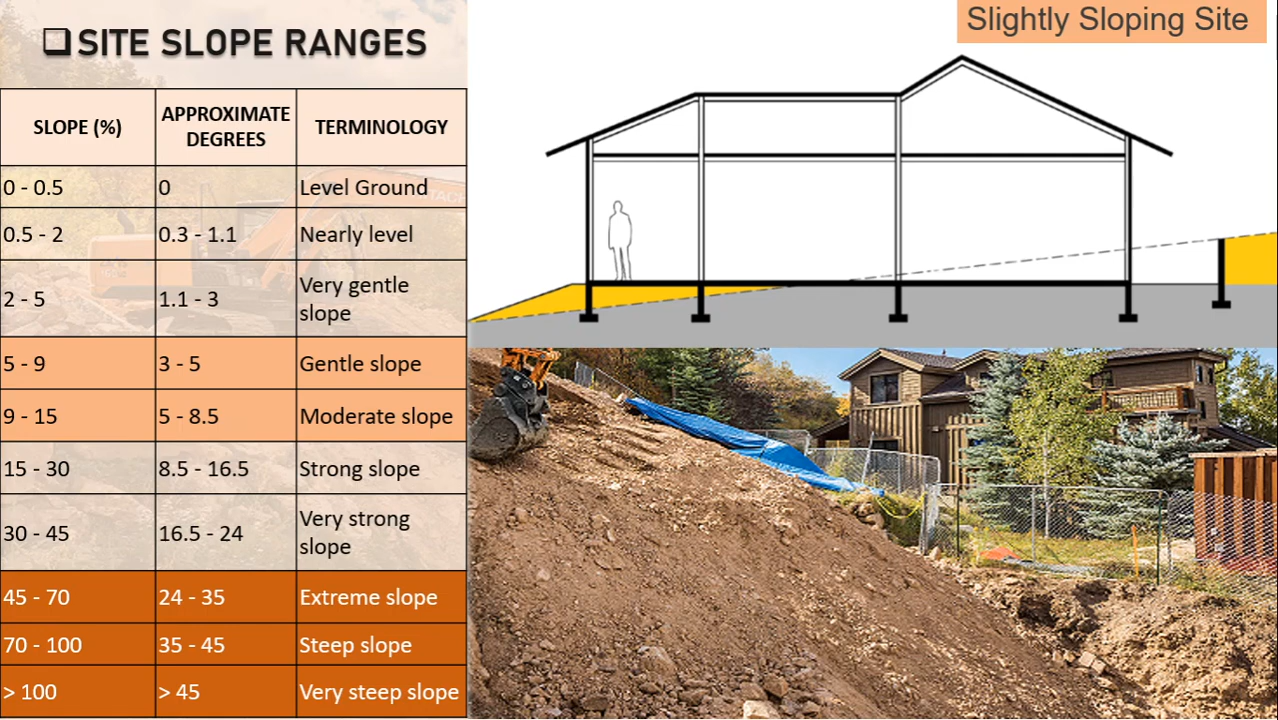 ❑SITE SLOPE RANGES
Slightly Sloping Site
SLOPE (%) APPROXIMATE DEGREES TERMINOLOGY
0 - 0.5 0 Level Ground
0.5 - 2 0.3 - 1.1 Nearly level
2 - 5 1.1 - 3 Very gentle slope
5 - 9 3 - 5 Gentle slope
9 - 15 5 - 8.5 Moderate slope
15 - 30 8.5 - 16.5 Strong slope
30 - 45 16.5 - 24 Very strong slope
45 - 70 24 - 35 Extreme slope
70 - 100 35 - 45 Steep slope
> 100 > 45 Very steep slope